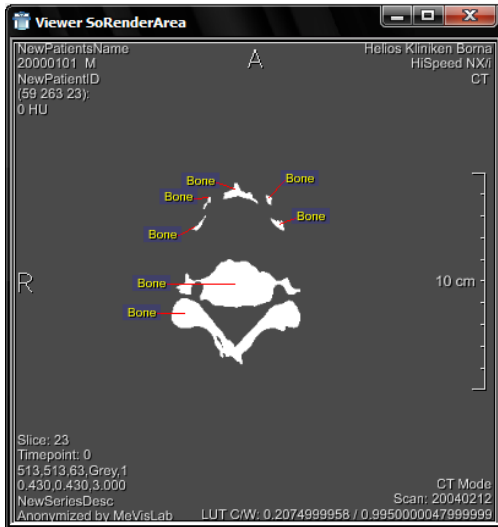 Viewer SoRenderArea
NewPatientsName
20000101 M
NewPatientID
(59 263 23):
0 HU
A
Helios Kliniken Borna
HiSpeed NX/i
CT
Bone
Bone
Bone
Bone
Bone
R
Bone
10 cm
Bone
Slice: 23
Timepoint: 0
513,513,63,Grey,1
0.430,0.430,3.000
NewSeriesDesc
Anonymized by MeVisLab
CT Mode
Scan: 20040212
LUT C/W: 0.2074999958 / 0.9950000047999999